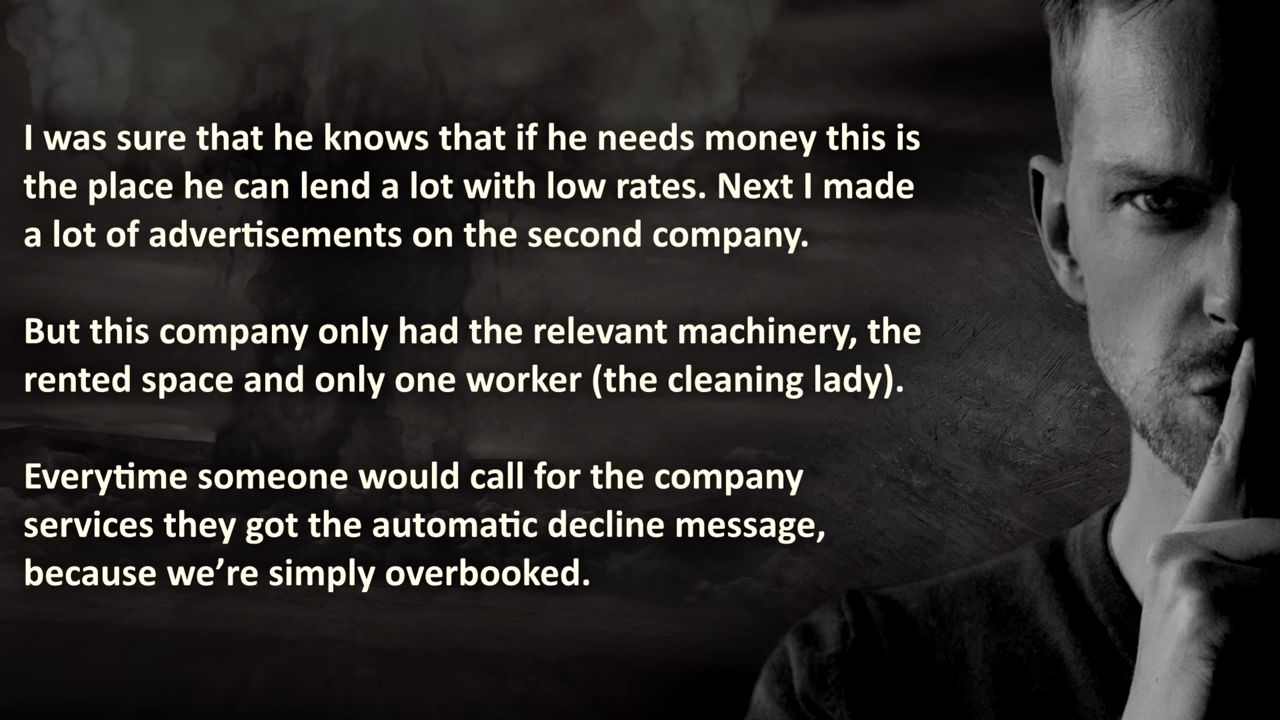 I was sure that he knows that if he needs money this is
the place he can lend a lot with low rates. Next I made
a lot of advertisements on the second company.
But this company only had the relevant machinery, the
rented space and only one worker (the cleaning lady).
Everytime someone would call for the company
services they got the automatic decline message,
because we’re simply overbooked.